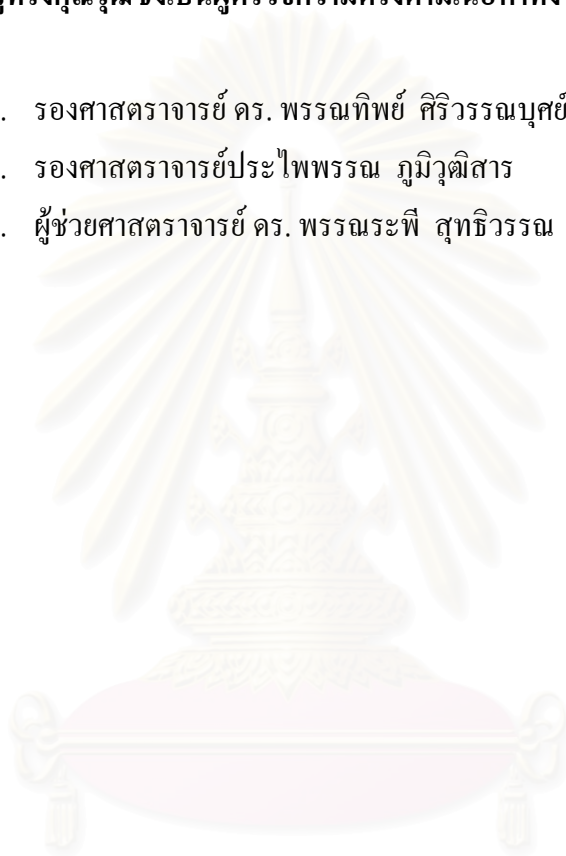 . รองศาสตราจารย์ ดร. พรรณทิพย์ ศิริวรรณบุศย์
. รองศาสตราจารย์ประไพพรรณ ภูมิวุฒิสาร
. ผู้ช่วยศาสตราจารย์ ดร. พรรณระพี สุทธิวรรณ